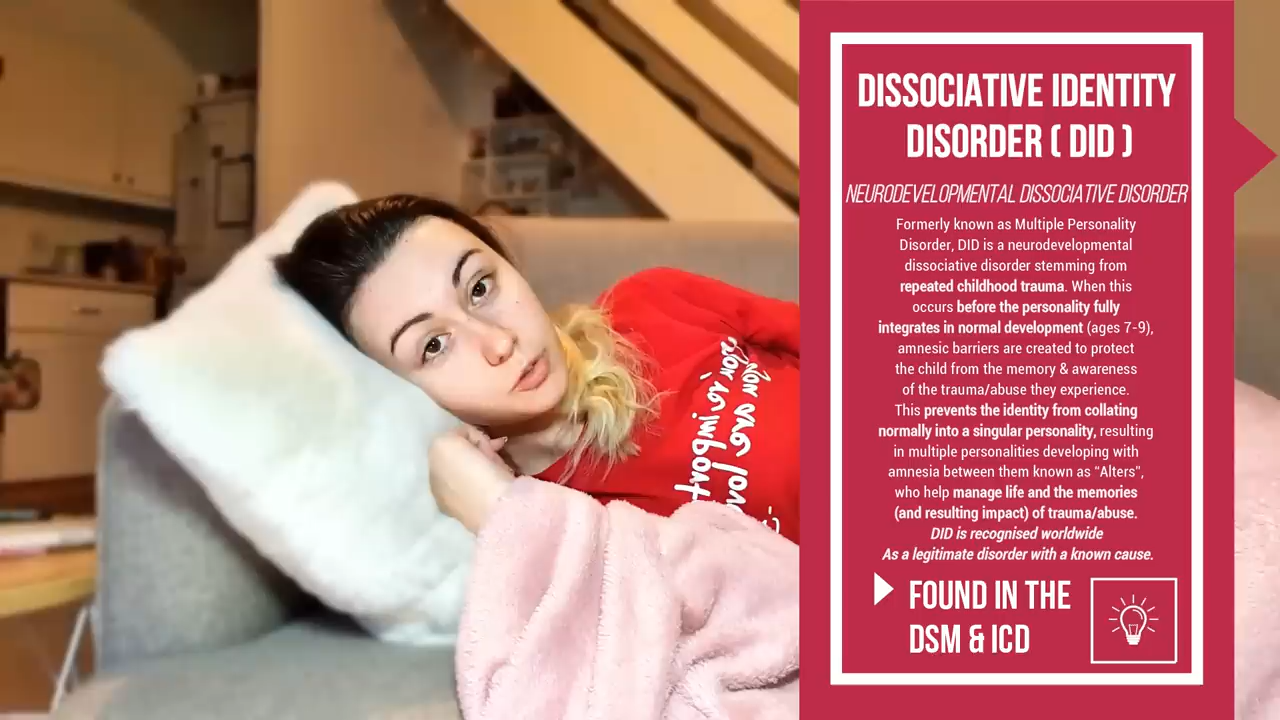 DISSOCIATIVE IDENTITY
DISORDER ( DID )
NEURODEVELOPMENTAL DISSOCIATIVE DISORDER
Formerly known as Multiple Personality
Disorder, DID is a neurodevelopmental
dissociative disorder stemming from
repeated childhood trauma. When this
occurs before the personality fully
integrates in normal development (ages 7-9),
amnesic barriers are created to protect
the child from the memory & awareness
of the trauma/abuse they experience.
This prevents the identity from collating
normally into a singular personality, resulting
in multiple personalities developing with
amnesia between them known as “Alters”,
who help manage life and the memories
(and resulting impact) of trauma/abuse.
DID is recognised worldwide
As a legitimate disorder with a known cause.
FOUND IN THE
DSM & ICD